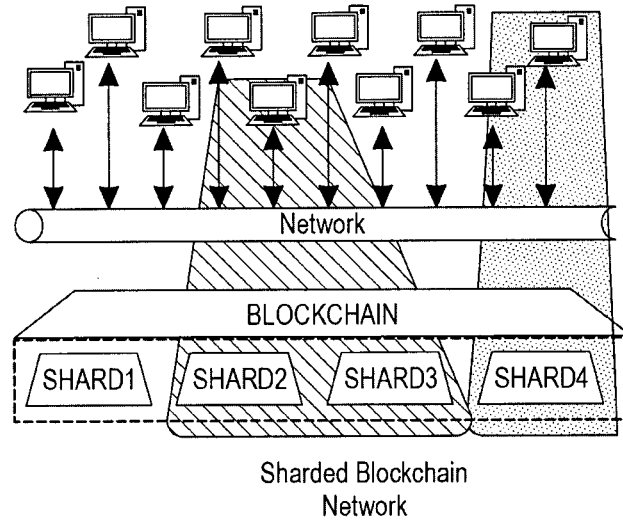 Network
BLOCKCHAIN
SHARD1 SHARD2 SHARD3 SHARD4
Sharded Blockchain
Network